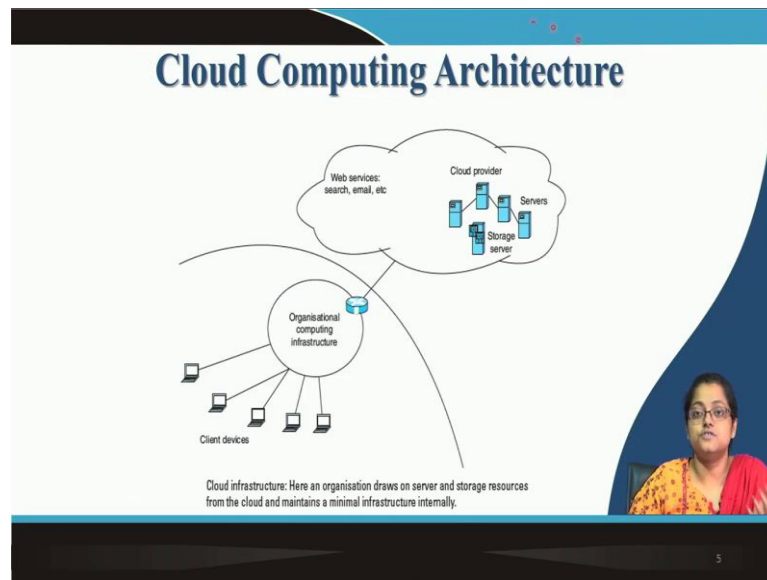 Cloud Computing Architecture
Web services:
search, email, etc
Cloud provider
Servers
Storage
server
Organisational
computing
infrastructure
Client devices
Cloud infrastructure: Here an organisation draws on server and storage resources
from the cloud and maintains a minimal infrastructure internally.
5